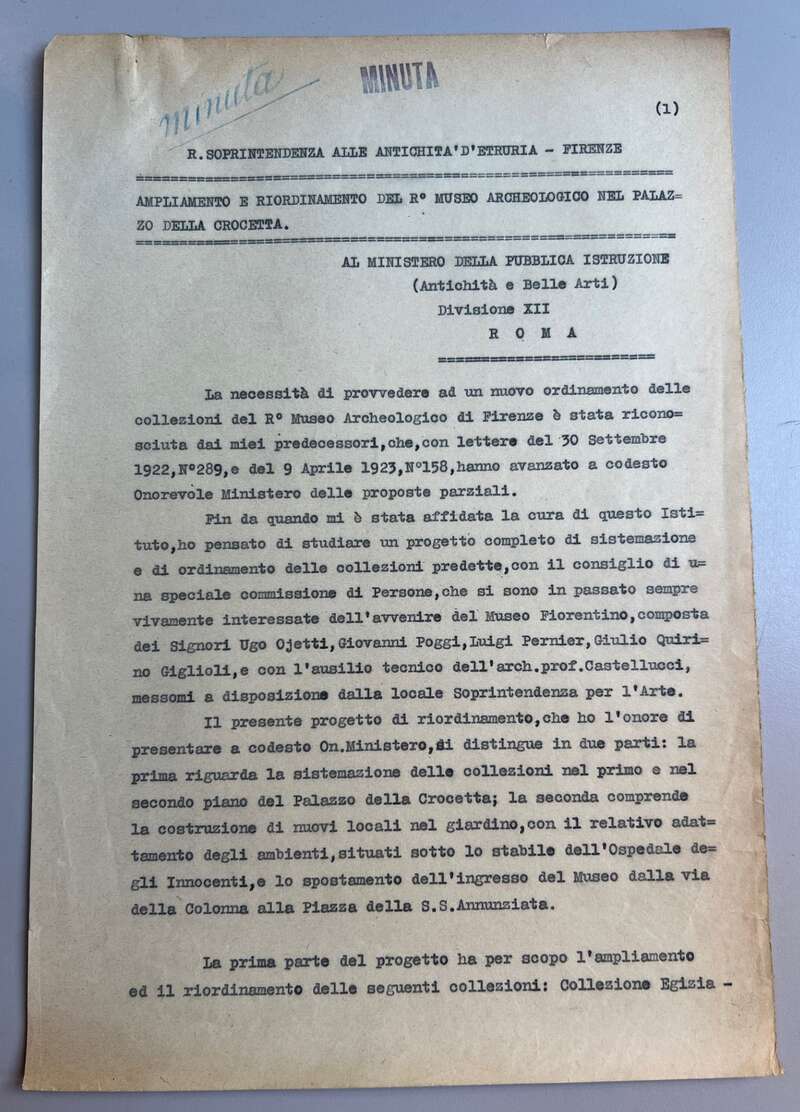 minuta
MINUTA
(1)
R.SOPRINTENDENZA ALLE ANTICHITA'D'ETRURIA - FIRENZE
==========================================================
AMPLIAMENTO E RIORDINAMENTO DEL R° MUSEO ARCHEOLOGICO NEL PALAZ=
ZO DELLA CROCETTA.
==========================================================
AL MINISTERO DELLA PUBBLICA ISTRUZIONE
(Antichità e Belle Arti)
Divisione XII
R O M A
========================
La necessità di provvedere ad un nuovo ordinamento delle
collezioni del R° Museo Archeologico di Firenze è stata ricono=
sciuta dai miei predecessori,che,con lettere del 30 Settembre
1922,N°289,e del 9 Aprile 1923,N°158,hanno avanzato a codesto
Onorevole Ministero delle proposte parziali.
Fin da quando mi è stata affidata la cura di questo Isti=
tuto,ho pensato di studiare un progetto completo di sistemazione
e di ordinamento delle collezioni predette,con il consiglio di u=
na speciale commissione di Persone,che si sono in passato sempre
vivamente interessate dell'avvenire del Museo Fiorentino,composta
dei Signori Ugo Ojetti,Giovanni Poggi,Luigi Pernier,Giulio Quiri=
no Giglioli,e con l'ausilio tecnico dell'arch.prof.Castellucci,
messomi a disposizione dalla locale Soprintendenza per l'Arte.
Il presente progetto di riordinamento,che ho l'onore di
presentare a codesto On.Ministero,si distingue in due parti: la
prima riguarda la sistemazione delle collezioni nel primo e nel
secondo piano del Palazzo della Crocetta; la seconda comprende
la costruzione di nuovi locali nel giardino,con il relativo adat=
tamento degli ambienti,situati sotto lo stabile dell'Ospedale de=
gli Innocenti,e lo spostamento dell'ingresso del Museo dalla via
della Colonna alla Piazza della S.S.Annunziata.
La prima parte del progetto ha per scopo l'ampliamento
ed il riordinamento delle seguenti collezioni: Collezione Egizia -